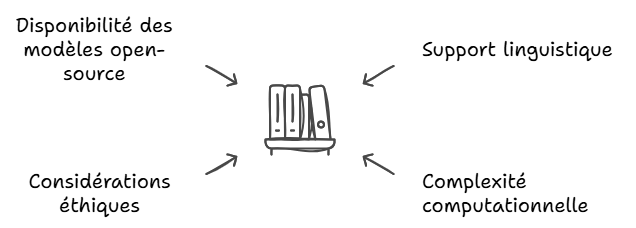 Disponibilité des
modèles open-
source
Support linguistique
Considérations
éthiques
Complexité
computationnelle